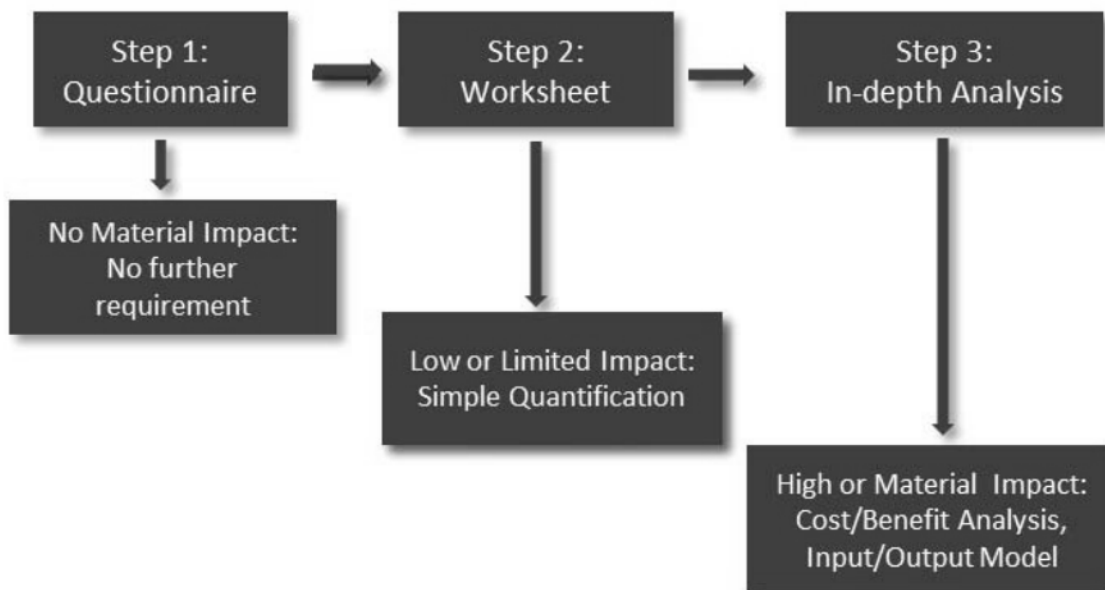 Step 1:
Questionnaire
Step 2:
Worksheet
Step 3:
In-depth Analysis
No Material Impact:
No further
requirement
Low or Limited Impact:
Simple Quantification
High or Material Impact:
Cost/Benefit Analysis,
Input/Output Model